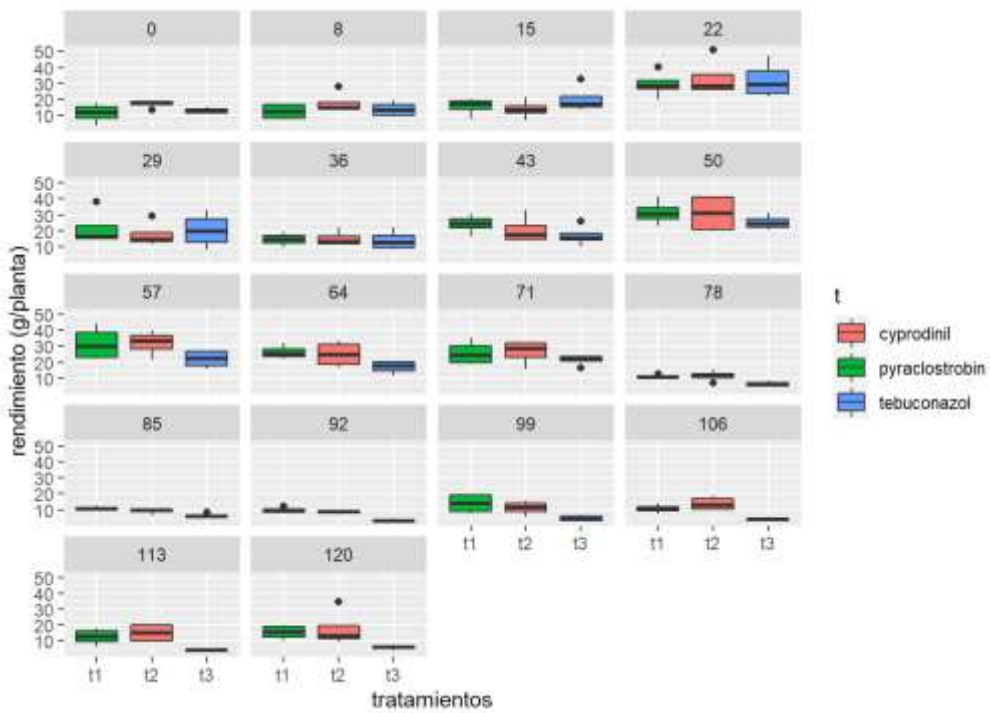 0 8 15 22
50
40
30
20
10
29 36 43 50
50
40
30
20
10
57 64 71 78
50
40
30
20
10
85 92 99 106
50
40
30
20
10
t1 t2 t3 t1 t2 t3
113 120
50
40
30
20
10
t1 t2 t3 t1 t2 t3
tratamientos
rendimiento (g/planta)
t
cyprodinil
pyraclostrobin
tebuconazol